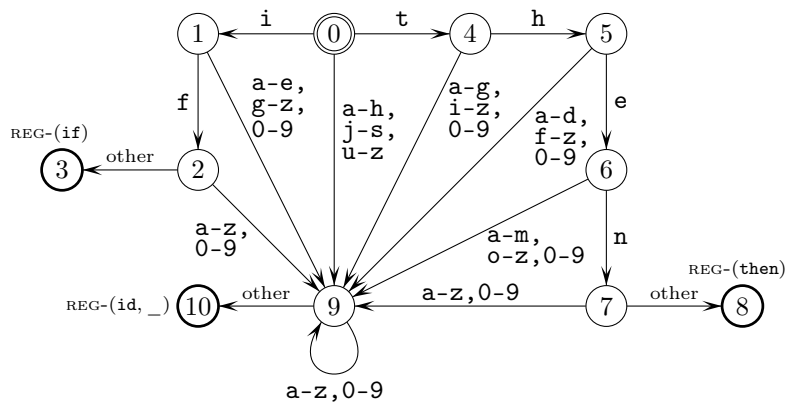 1
i
0
t
4
h
5
f
a-e,
g-z,
0-9
a-h,
j-s,
u-z
a-g,
i-z,
0-9
a-d,
f-z,
0-9
e
REG-(if)
3
other
2
6
a-z,
0-9
a-m,
o-z,0-9
n
REG-(then)
REG-(id, _)
10
other
9
a-z,0-9
7
other
8
a-z,0-9